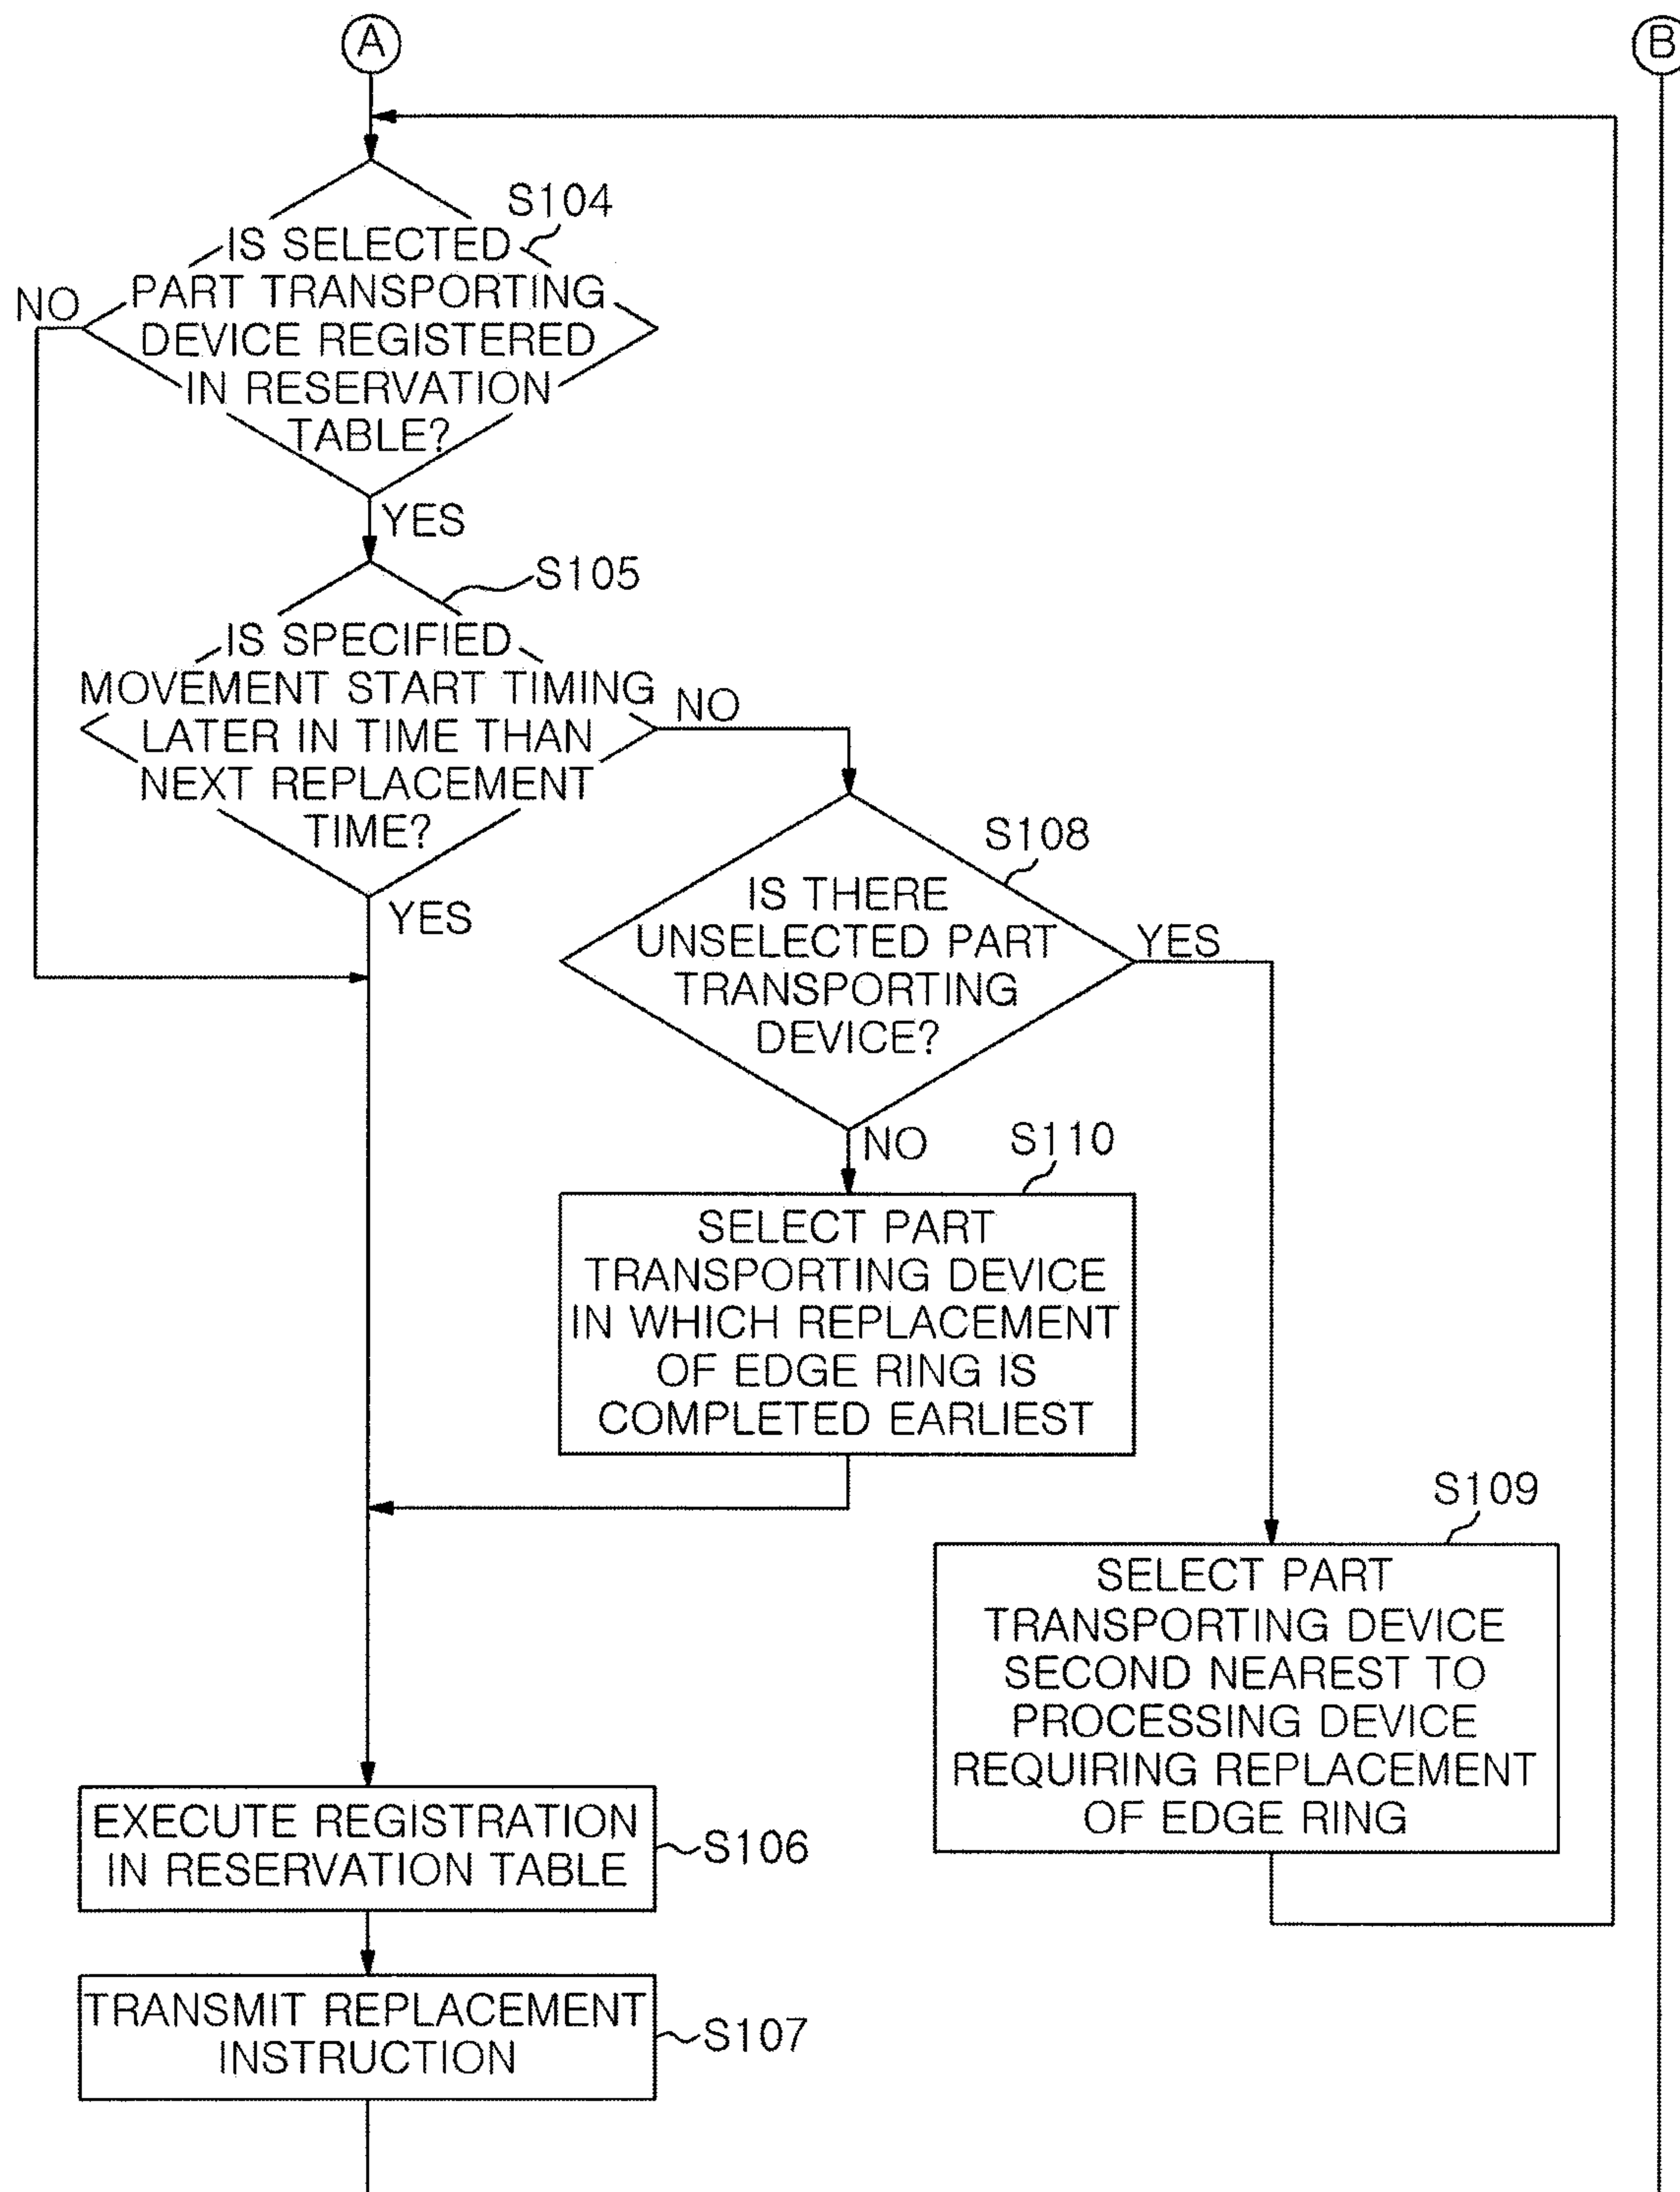 A
B
S104
IS SELECTED
PART TRANSPORTING
DEVICE REGISTERED
IN RESERVATION
TABLE?
NO
YES
S105
IS SPECIFIED
MOVEMENT START TIMING
LATER IN TIME THAN
NEXT REPLACEMENT
TIME?
NO
YES
S108
IS THERE
UNSELECTED PART
TRANSPORTING
DEVICE?
YES
NO
S110
SELECT PART
TRANSPORTING DEVICE
IN WHICH REPLACEMENT
OF EDGE RING IS
COMPLETED EARLIEST
S109
SELECT PART
TRANSPORTING DEVICE
SECOND NEAREST TO
PROCESSING DEVICE
REQUIRING REPLACEMENT
OF EDGE RING
EXECUTE REGISTRATION
IN RESERVATION TABLE
S106
TRANSMIT REPLACEMENT
INSTRUCTION
S107